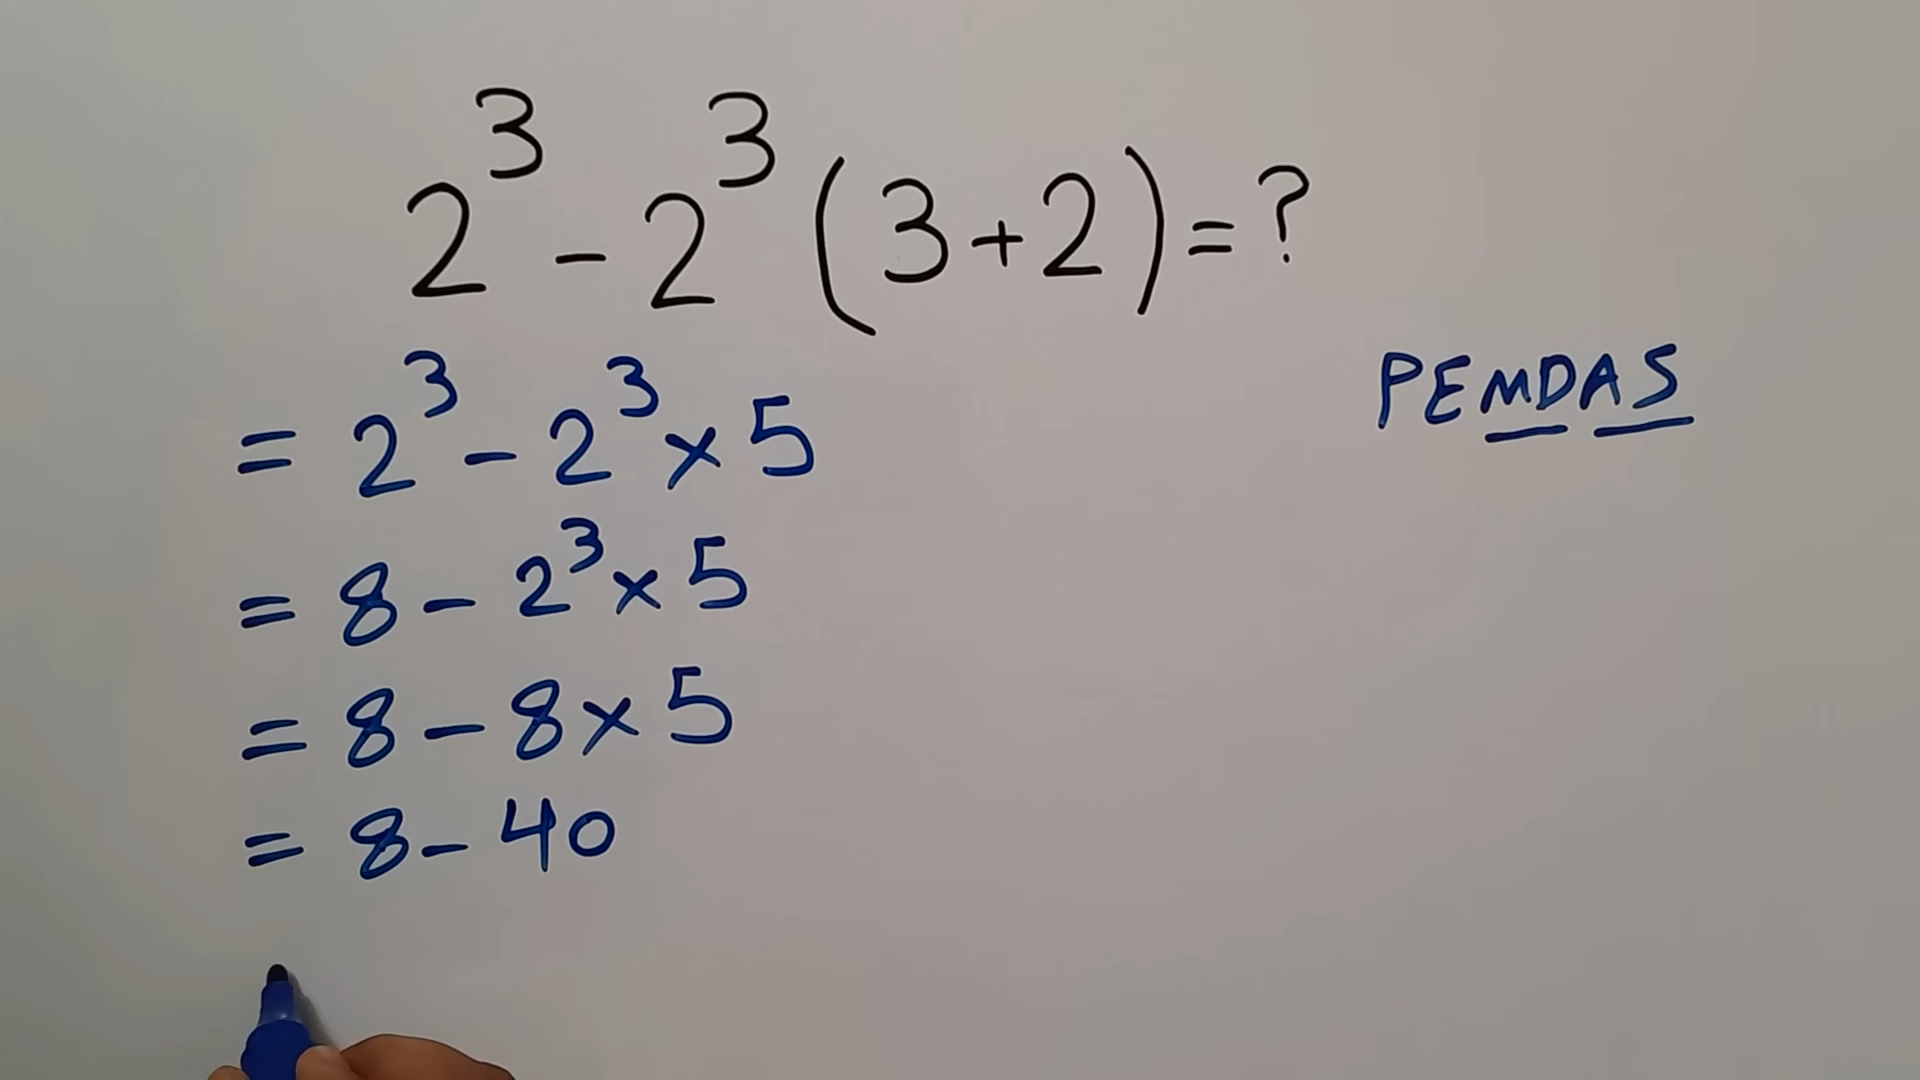 2³ - 2³ (3+2) = ?
PEMDAS
= 2³ - 2³ × 5
= 8 - 2³ × 5
= 8 - 8 × 5
= 8 - 40